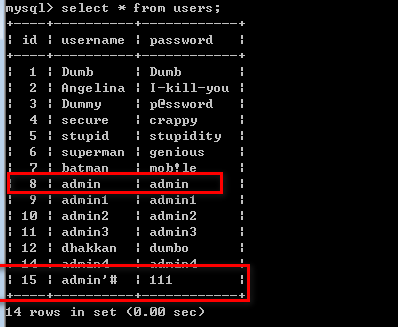 mysql> select * from users;
+----+----------+------------+
| id | username | password   |
+----+----------+------------+
|  1 | Dumb     | Dumb       |
|  2 | Angelina | I-kill-you |
|  3 | Dummy    | p@ssword   |
|  4 | secure   | crappy     |
|  5 | stupid   | stupidity  |
|  6 | superman | genious    |
|  7 | batman   | mob!le     |
|  8 | admin    | admin      |
|  9 | admin1   | admin1     |
| 10 | admin2   | admin2     |
| 11 | admin3   | admin3     |
| 12 | dhakkan  | dumbo      |
| 14 | admin4   | admin4     |
| 15 | admin'#  | 111        |
+----+----------+------------+
14 rows in set (0.00 sec)